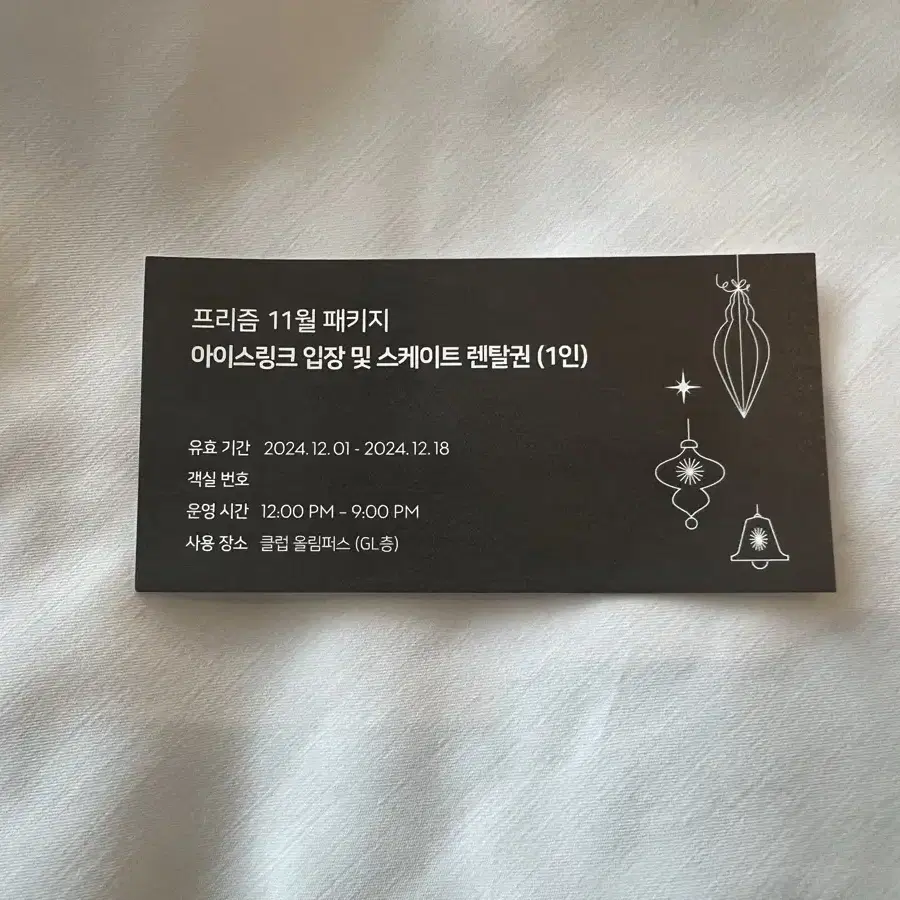 프리즘 11월 패키지
아이스링크 입장 및 스케이트 렌탈권 (1인)
유효 기간 2024.12.01 - 2024.12.18
객실 번호
운영 시간 12:00 PM - 9:00 PM
사용 장소 클럽 올림퍼스 (GL층)